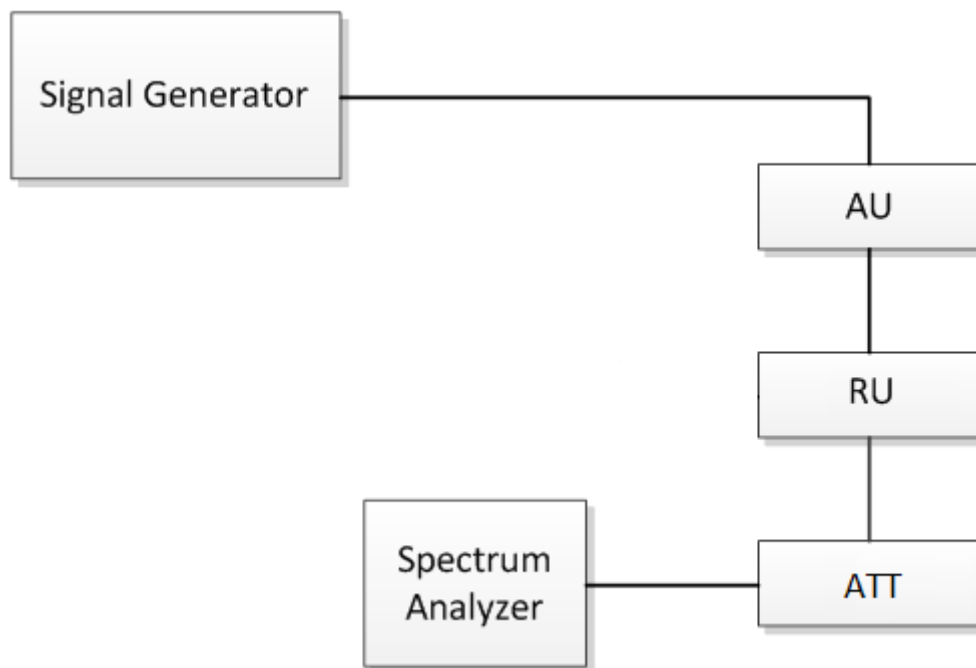 Signal Generator
AU
RU
Spectrum
Analyzer
ATT